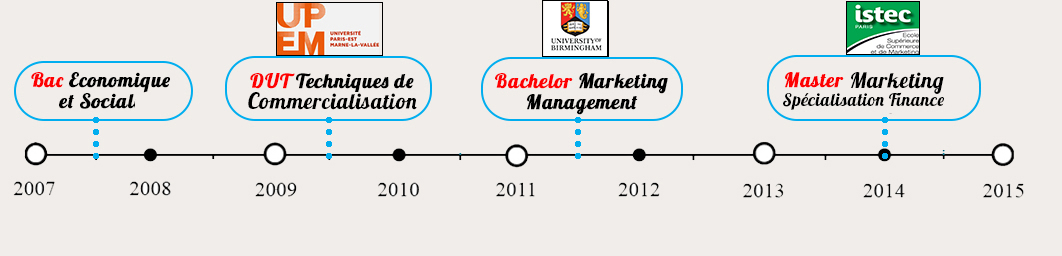 UP
EM
UNIVERSITÉ
PARIS-EST
MARNE-LA-VALLÉE
UNIVERSITY OF
BIRMINGHAM
istec
PARIS
Ecole
Supérieure
de Commerce
et de Marketing
Bac Economique
et Social
DUT Techniques de
Commercialisation
Bachelor Marketing
Management
Master Marketing
Spécialisation Finance
2007 2008 2009 2010 2011 2012 2013 2014 2015